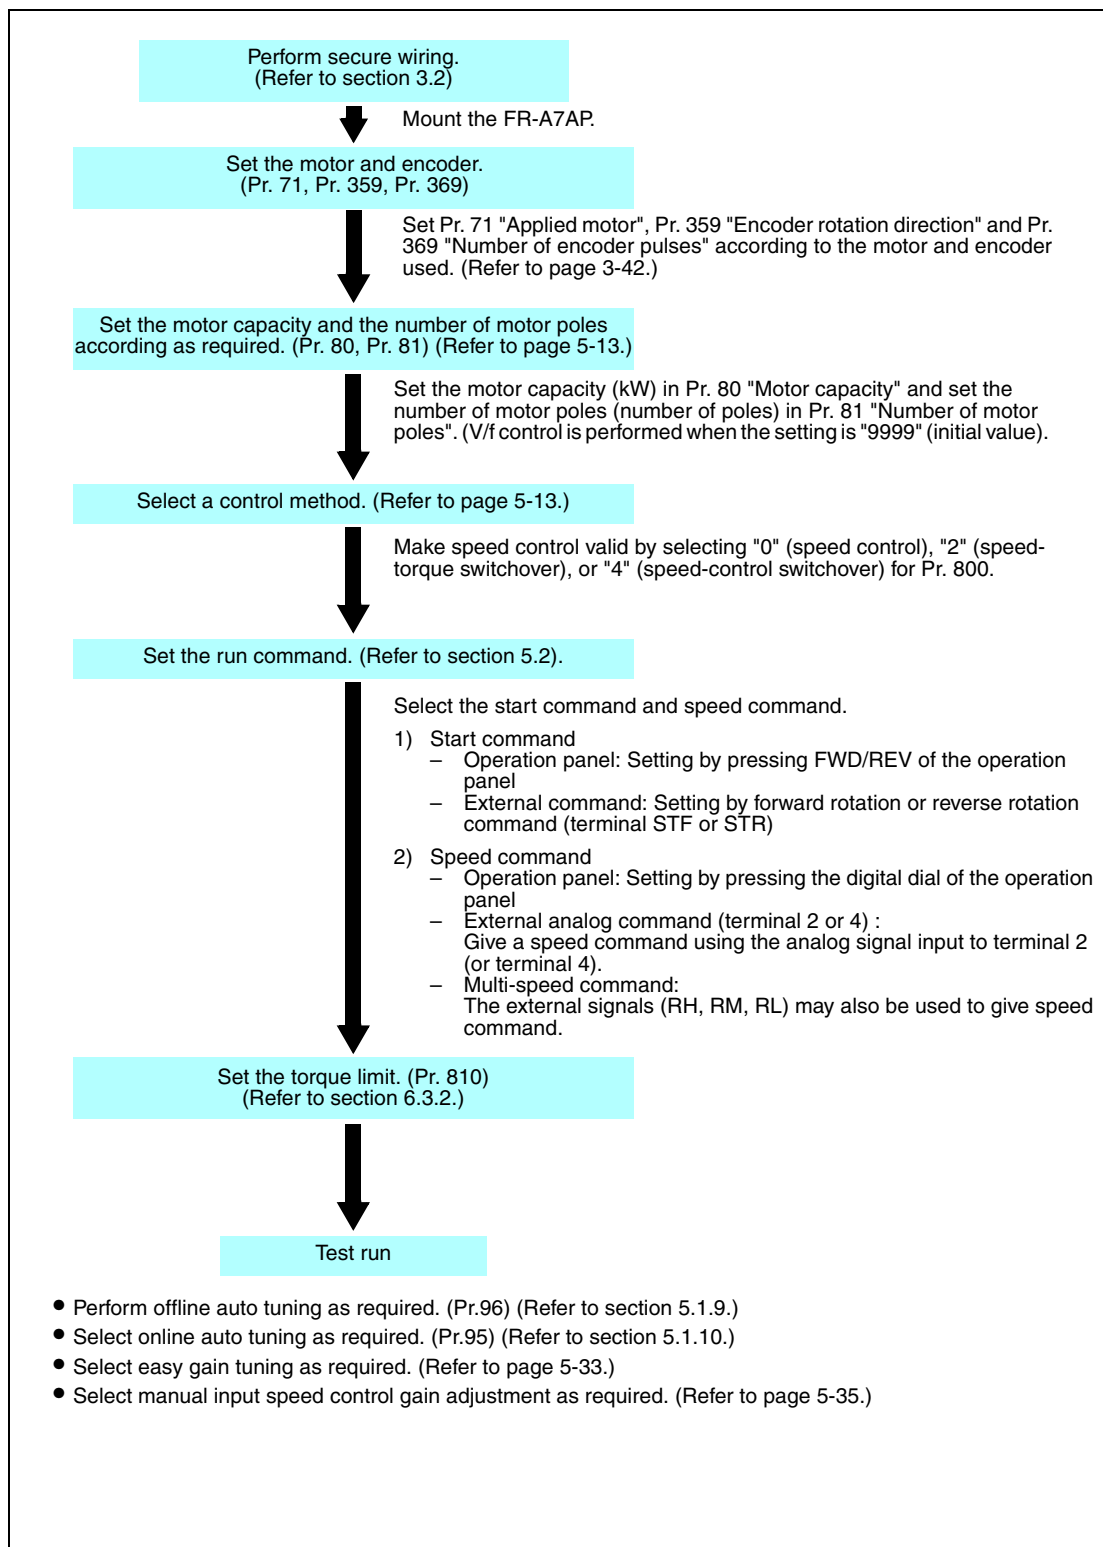 Perform secure wiring.
(Refer to section 3.2)
Mount the FR-A7AP.
Set the motor and encoder.
(Pr. 71, Pr. 359, Pr. 369)
Set Pr. 71 "Applied motor", Pr. 359 "Encoder rotation direction" and Pr.
369 "Number of encoder pulses" according to the motor and encoder
used. (Refer to page 3-42.)
Set the motor capacity and the number of motor poles
according as required. (Pr. 80, Pr. 81) (Refer to page 5-13.)
Set the motor capacity (kW) in Pr. 80 "Motor capacity" and set the
number of motor poles (number of poles) in Pr. 81 "Number of motor
poles". (V/f control is performed when the setting is "9999" (initial value).
Select a control method. (Refer to page 5-13.)
Make speed control valid by selecting "0" (speed control), "2" (speed-
torque switchover), or "4" (speed-control switchover) for Pr. 800.
Set the run command. (Refer to section 5.2).
Select the start command and speed command.
1) Start command
– Operation panel: Setting by pressing FWD/REV of the operation
panel
– External command: Setting by forward rotation or reverse rotation
command (terminal STF or STR)
2) Speed command
– Operation panel: Setting by pressing the digital dial of the operation
panel
– External analog command (terminal 2 or 4) :
Give a speed command using the analog signal input to terminal 2
(or terminal 4).
– Multi-speed command:
The external signals (RH, RM, RL) may also be used to give speed
command.
Set the torque limit. (Pr. 810)
(Refer to section 6.3.2.)
Test run
● Perform offline auto tuning as required. (Pr.96) (Refer to section 5.1.9.)
● Select online auto tuning as required. (Pr.95) (Refer to section 5.1.10.)
● Select easy gain tuning as required. (Refer to page 5-33.)
● Select manual input speed control gain adjustment as required. (Refer to page 5-35.)